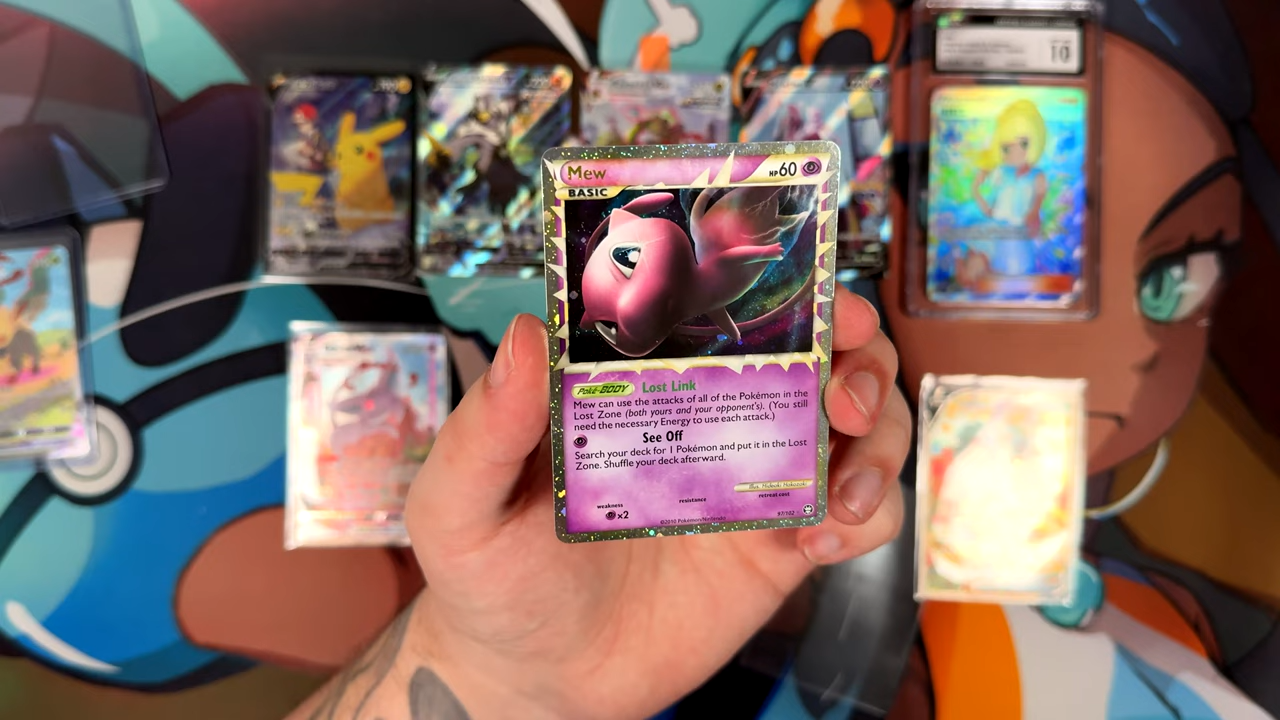 10
Mew
HP60
BASIC
Poké-BODY Lost Link
Mew can use the attacks of all of the Pokémon in the
Lost Zone (both yours and your opponent's). (You still
need the necessary Energy to use each attack.)
See Off
Search your deck for 1 Pokémon and put it in the Lost
Zone. Shuffle your deck afterward.
weakness
×2
resistance
retreat cost
©2010 Pokémon/Nintendo
97/102